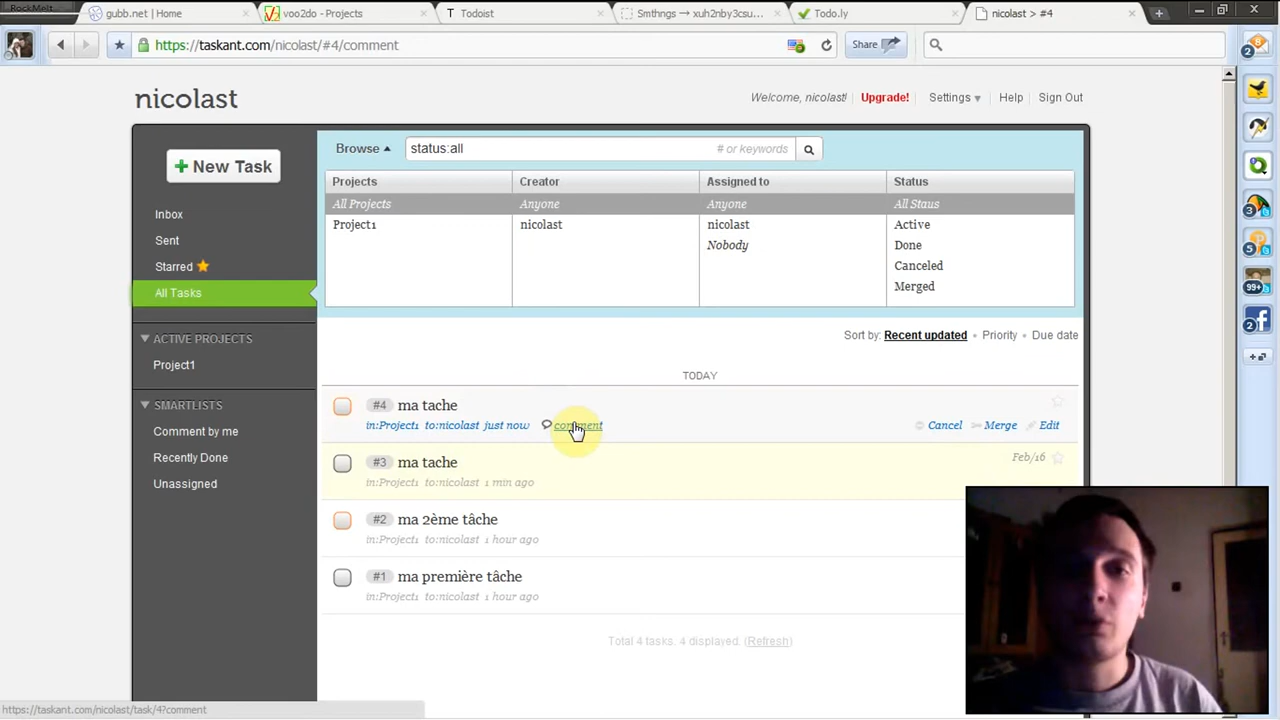 RockMelt
gubb.net | Home
voo2do - Projects
Todoist
Smthngs → xuh2nby3csu...
Todo.ly
nicolast > #4
https://taskant.com/nicolast/#4/comment
Share
nicolast
Welcome, nicolast!
Upgrade!
Settings
Help
Sign Out
New Task
Browse
status:all
# or keywords
Projects
Creator
Assigned to
Status
All Projects
Anyone
Anyone
All Staus
Project1
nicolast
nicolast
Active
Nobody
Done
Canceled
Merged
Inbox
Sent
Starred
All Tasks
ACTIVE PROJECTS
Project1
SMARTLISTS
Comment by me
Recently Done
Unassigned
Sort by: Recent updated • Priority • Due date
TODAY
#4 ma tache
in:Project1 to:nicolast just now comment
Cancel Merge Edit
#3 ma tache
Feb/16
in:Project1 to:nicolast 1 min ago
#2 ma 2ème tâche
in:Project1 to:nicolast 1 hour ago
#1 ma première tâche
in:Project1 to:nicolast 1 hour ago
Total 4 tasks. 4 displayed. (Refresh)
https://taskant.com/nicolast/task/4?comment
2
3
5
99+
2